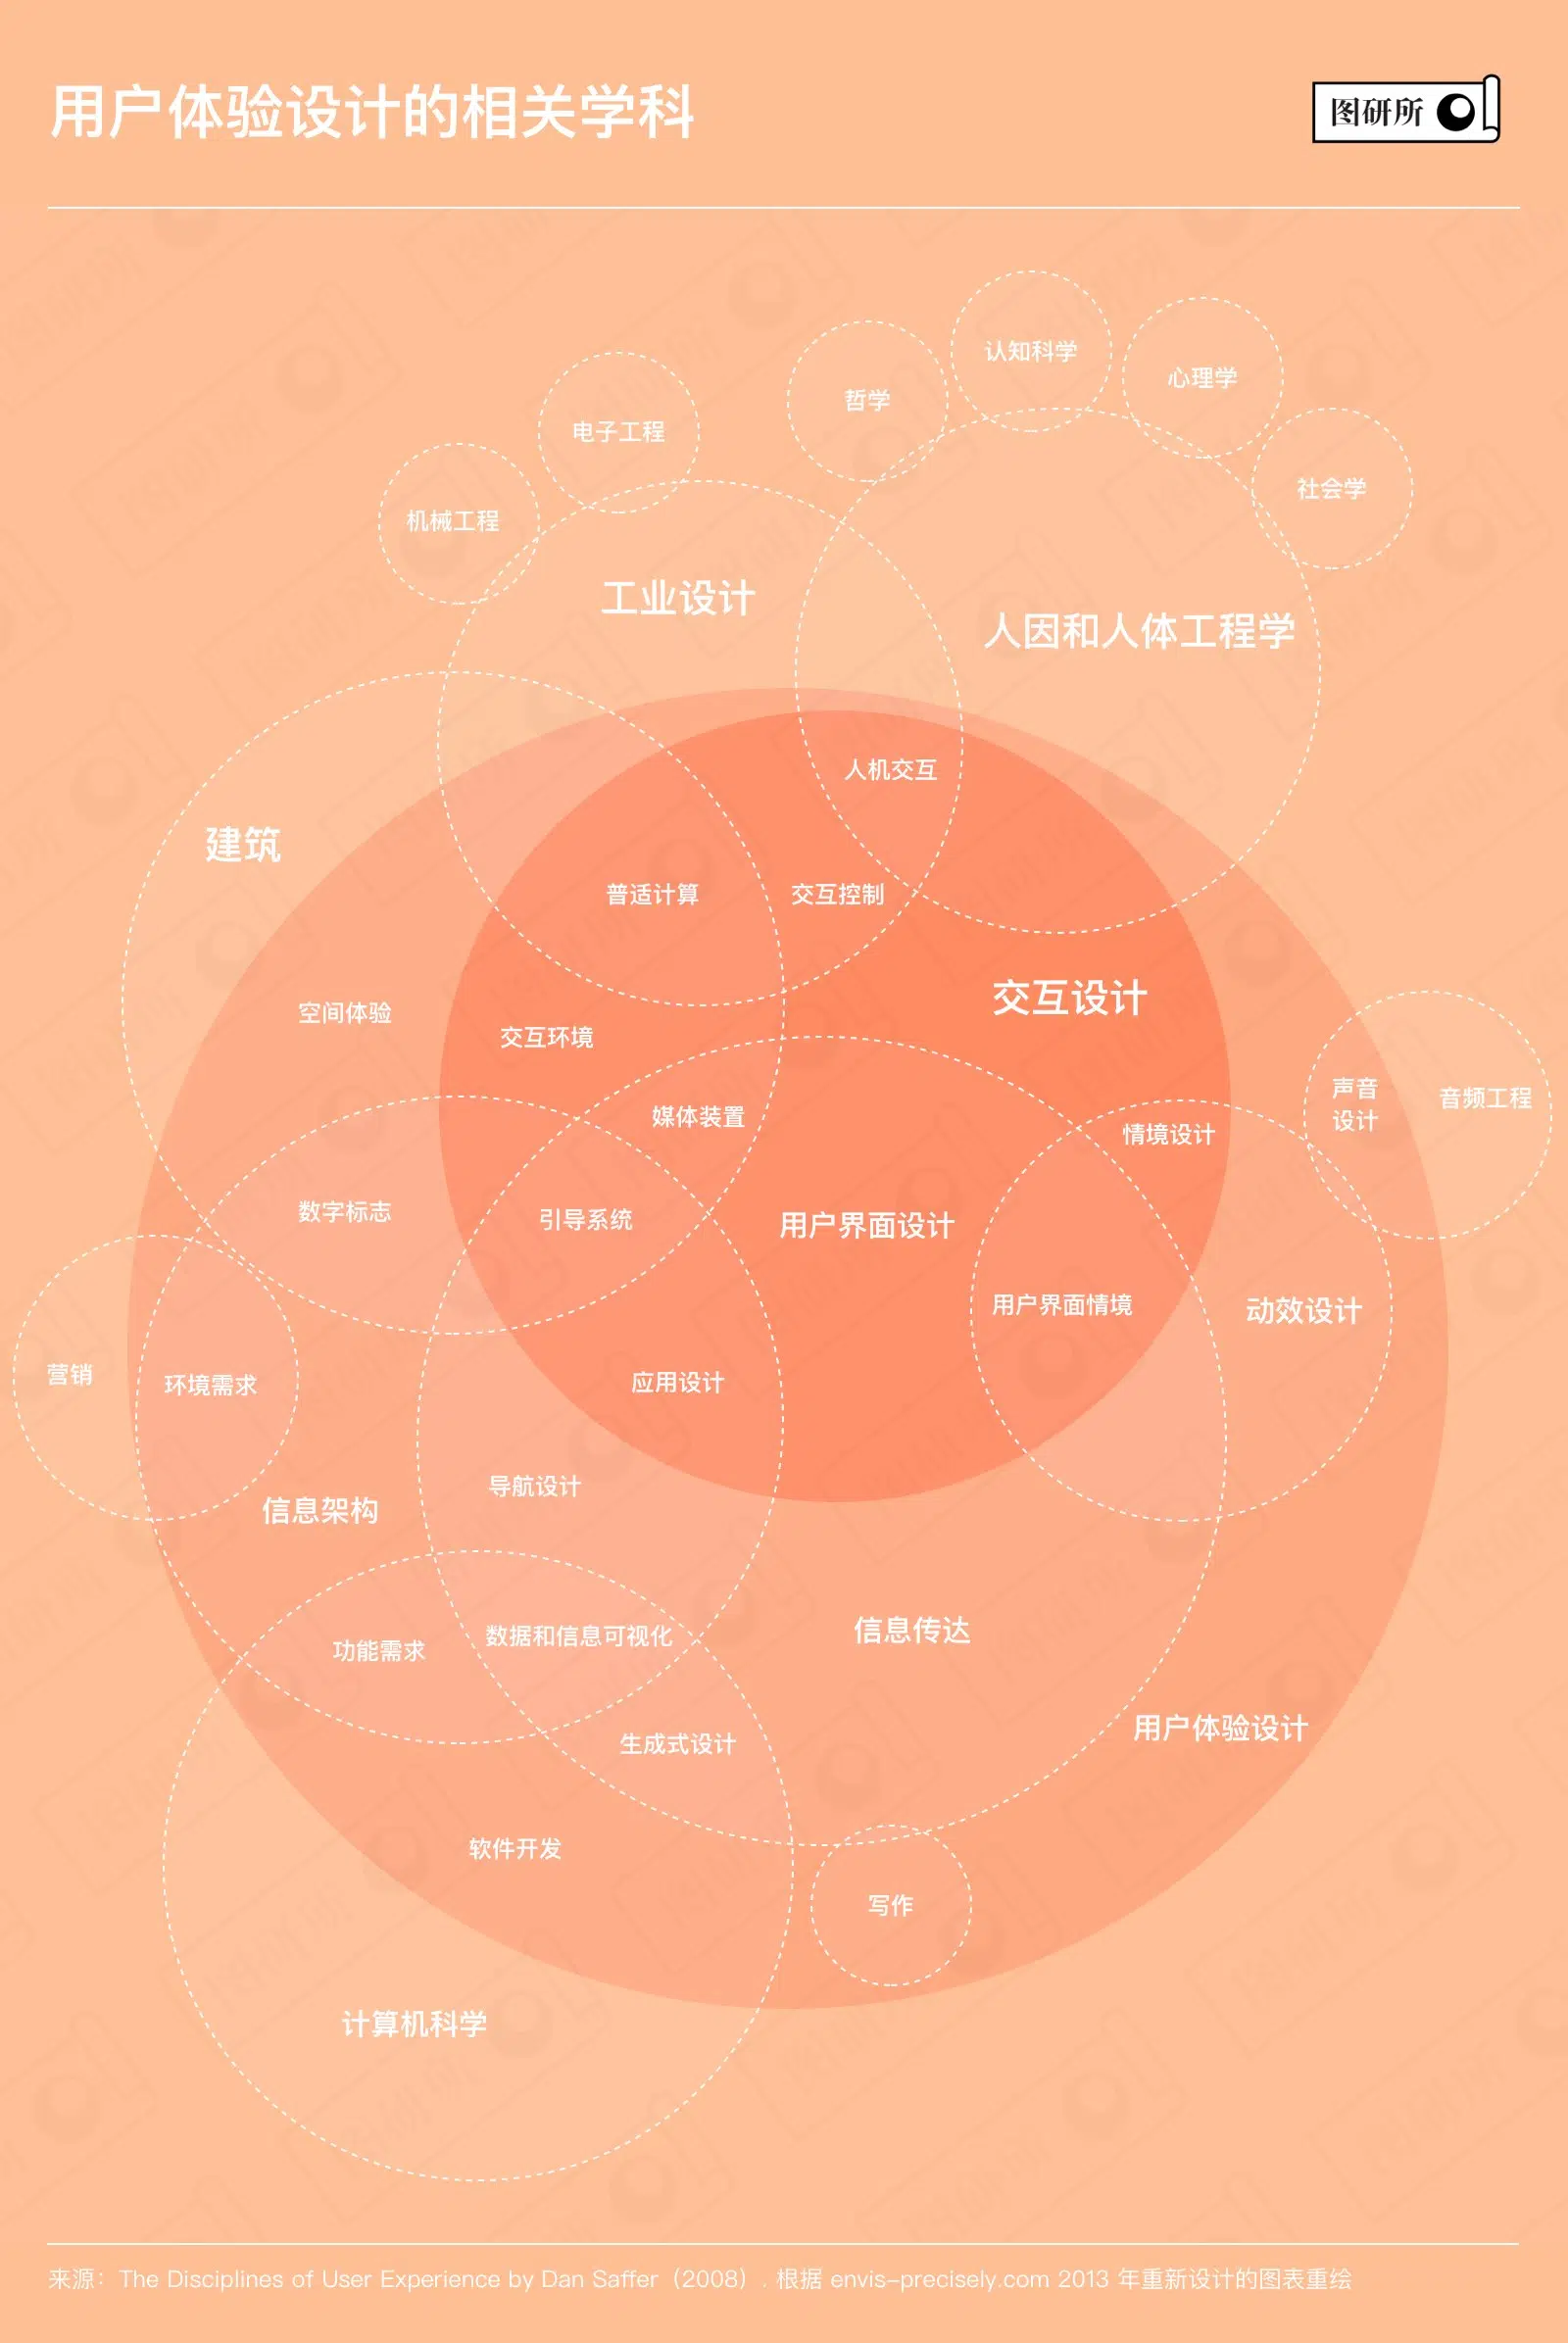 用户体验设计的相关学科
图研所
认知科学
心理学
哲学
电子工程
社会学
机械工程
工业设计
人因和人体工程学
人机交互
建筑
普适计算
交互控制
交互设计
空间体验
交互环境
声音
设计
音频工程
媒体装置
情境设计
数字标志
引导系统
用户界面设计
用户界面情境
动效设计
营销
环境需求
应用设计
导航设计
信息架构
信息传达
数据和信息可视化
功能需求
用户体验设计
生成式设计
软件开发
写作
计算机科学
来源：The Disciplines of User Experience by Dan Saffer（2008）. 根据 envis-precisely.com 2013 年重新设计的图表重绘